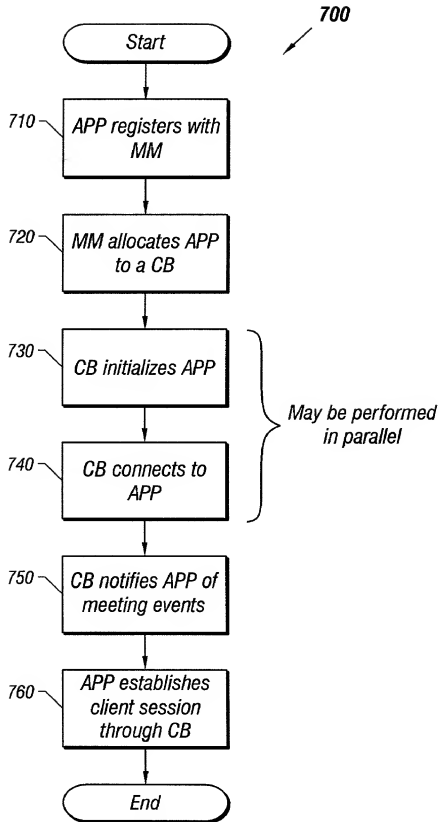 700
Start
710
APP registers with
MM
720
MM allocates APP
to a CB
730
CB initializes APP
May be performed
in parallel
740
CB connects to
APP
750
CB notifies APP of
meeting events
760
APP establishes
client session
through CB
End